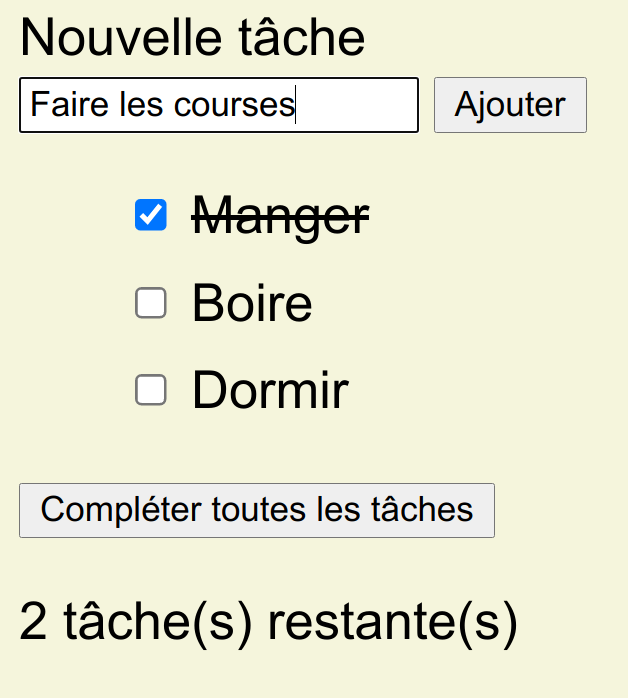 Nouvelle tâche
Faire les courses Ajouter
Manger
Boire
Dormir
Compléter toutes les tâches
2 tâche(s) restante(s)